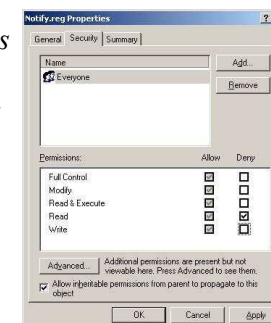 s
Notify.reg Properties
General Security Summary
Name Add...
Everyone Remove
Permissions: Allow Deny
Full Control
Modify
Read & Execute
Read
Write
Advanced... Additional permissions are present but not
viewable here. Press Advanced to see them.
Allow inheritable permissions from parent to propagate to this
object
OK Cancel Apply